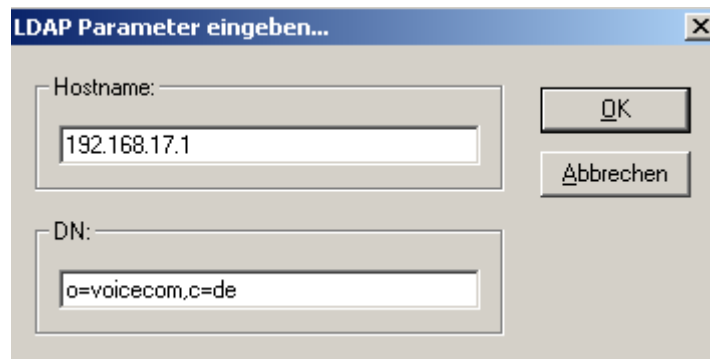 LDAP Parameter eingeben...
Hostname:
192.168.17.1
OK
Abbrechen
DN:
o=voicecom,c=de